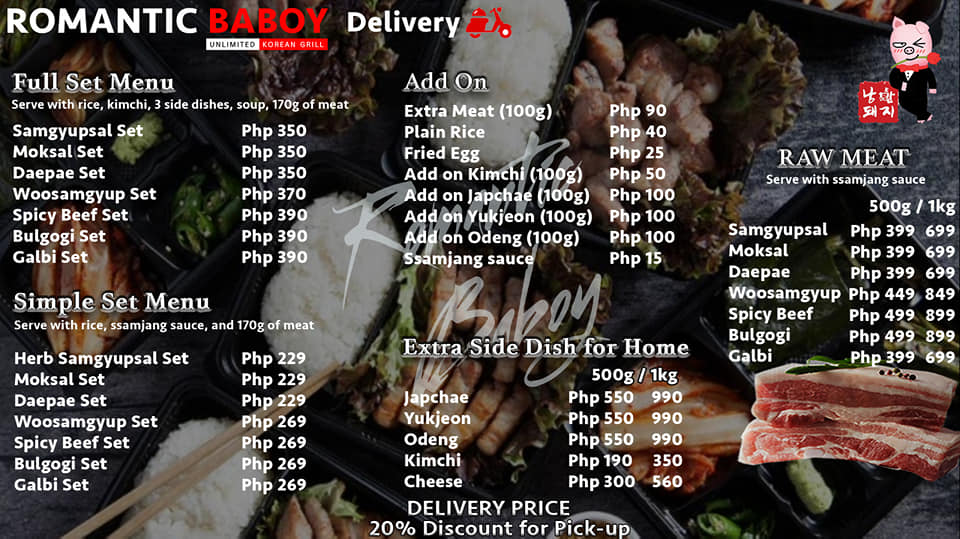 ROMANTIC BABOY Delivery
UNLIMITED KOREAN GRILL
낭만
돼지
Full Set Menu
Serve with rice, kimchi, 3 side dishes, soup, 170g of meat
Samgyupsal Set Php 350
Moksal Set Php 350
Daepae Set Php 350
Woosamgyup Set Php 370
Spicy Beef Set Php 390
Bulgogi Set Php 390
Galbi Set Php 390
Simple Set Menu
Serve with rice, ssamjang sauce, and 170g of meat
Herb Samgyupsal Set Php 229
Moksal Set Php 229
Daepae Set Php 229
Woosamgyup Set Php 269
Spicy Beef Set Php 269
Bulgogi Set Php 269
Galbi Set Php 269
Add On
Extra Meat (100g) Php 90
Plain Rice Php 40
Fried Egg Php 25
Add on Kimchi (100g) Php 50
Add on Japchae (100g) Php 100
Add on Yukjeon (100g) Php 100
Add on Odeng (100g) Php 100
Ssamjang sauce Php 15
Romantic
Baboy
Extra Side Dish for Home
500g / 1kg
Japchae Php 550 990
Yukjeon Php 550 990
Odeng Php 550 990
Kimchi Php 190 350
Cheese Php 300 560
RAW MEAT
Serve with ssamjang sauce
500g / 1kg
Samgyupsal Php 399 699
Moksal Php 399 699
Daepae Php 399 699
Woosamgyup Php 449 849
Spicy Beef Php 499 899
Bulgogi Php 499 899
Galbi Php 399 699
DELIVERY PRICE
20% Discount for Pick-up